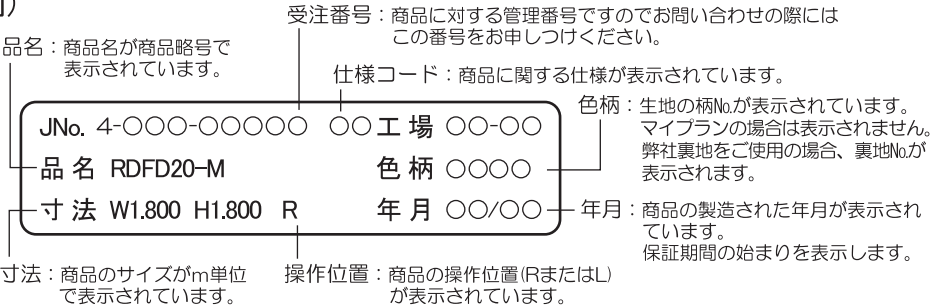 受注番号：商品に対する管理番号ですのでお問い合わせの際には
この番号をお申しつけください。
品名：商品名が商品略号で
表示されています。
仕様コード：商品に関する仕様が表示されています。
色柄：生地の柄№が表示されています。
マイプランの場合は表示されません。
弊社裏地をご使用の場合、裏地№が
表示されます。
JNo. 4-○○○-○○○○○ ○○ 工場 ○○-○○
品名 RDFD20-M 色柄 ○○○○
寸法 W1.800 H1.800 R 年月 ○○/○○
年月：商品の製造された年月が表示され
ています。
保証期間の始まりを表示します。
寸法：商品のサイズがm単位
で表示されています。
操作位置：商品の操作位置(RまたはL)
が表示されています。